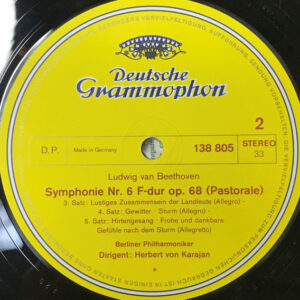 Deutsche
Grammophon
D.P. Made in Germany 138 805 2 STEREO 33
Ludwig van Beethoven
Symphonie Nr. 6 F-dur op. 68 (Pastorale)
3. Satz: Lustiges Zusammensein der Landleute (Allegro) -
4. Satz: Gewitter - Sturm (Allegro) -
5. Satz: Hirtengesang - Frohe und dankbare
Gefühle nach dem Sturm (Allegretto)
Berliner Philharmoniker
Dirigent: Herbert von Karajan